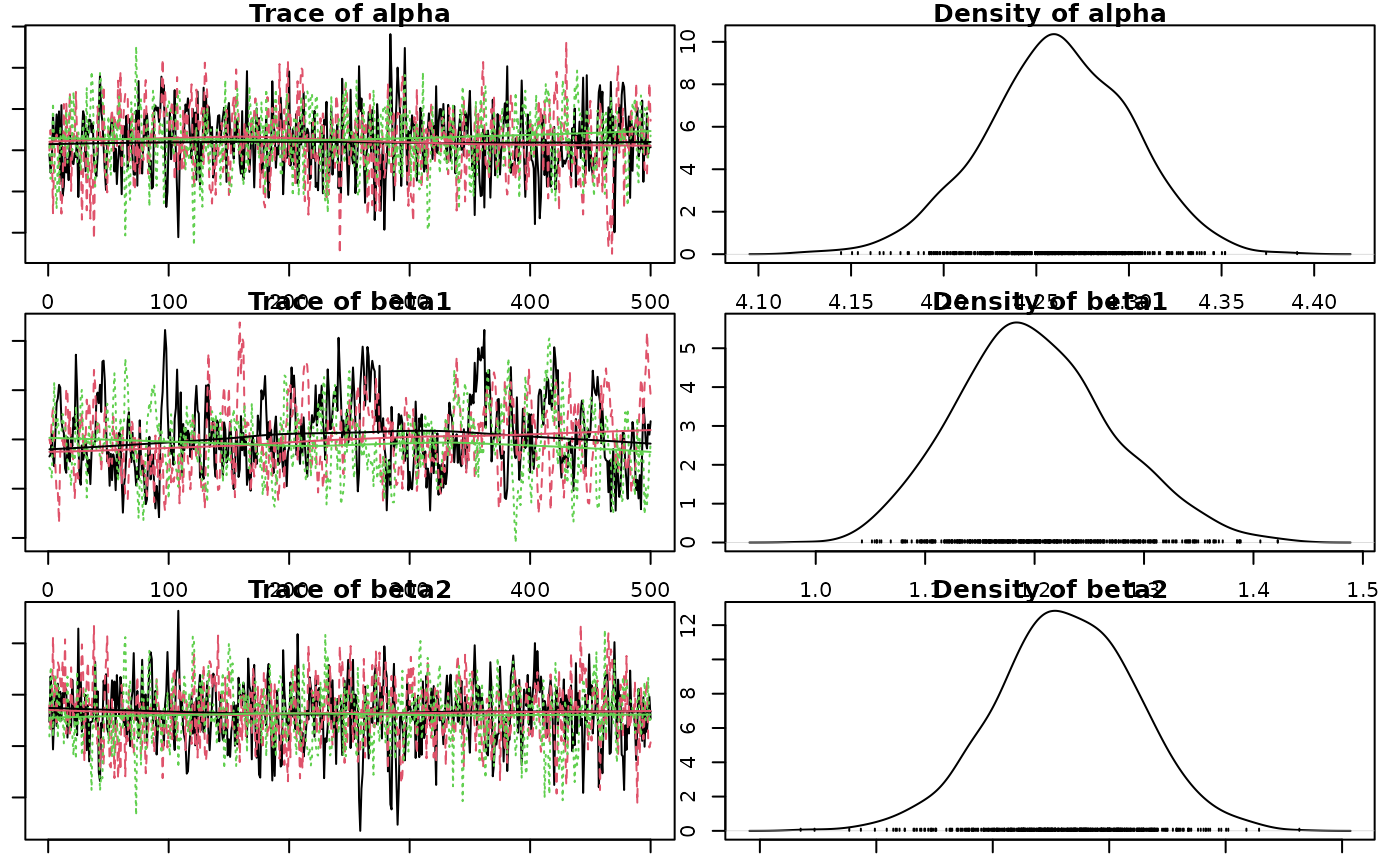 Trace of alpha
Density of alpha
0 2 4 6 8 10
0 100 200 300 400 500
4.10 4.15 4.20 4.25 4.30 4.35 4.40
Trace of beta1
Density of beta1
0 1 2 3 4 5
0 100 200 300 400 500
1.0 1.1 1.2 1.3 1.4 1.5
Trace of beta2
Density of beta2
0 2 4 6 8 12